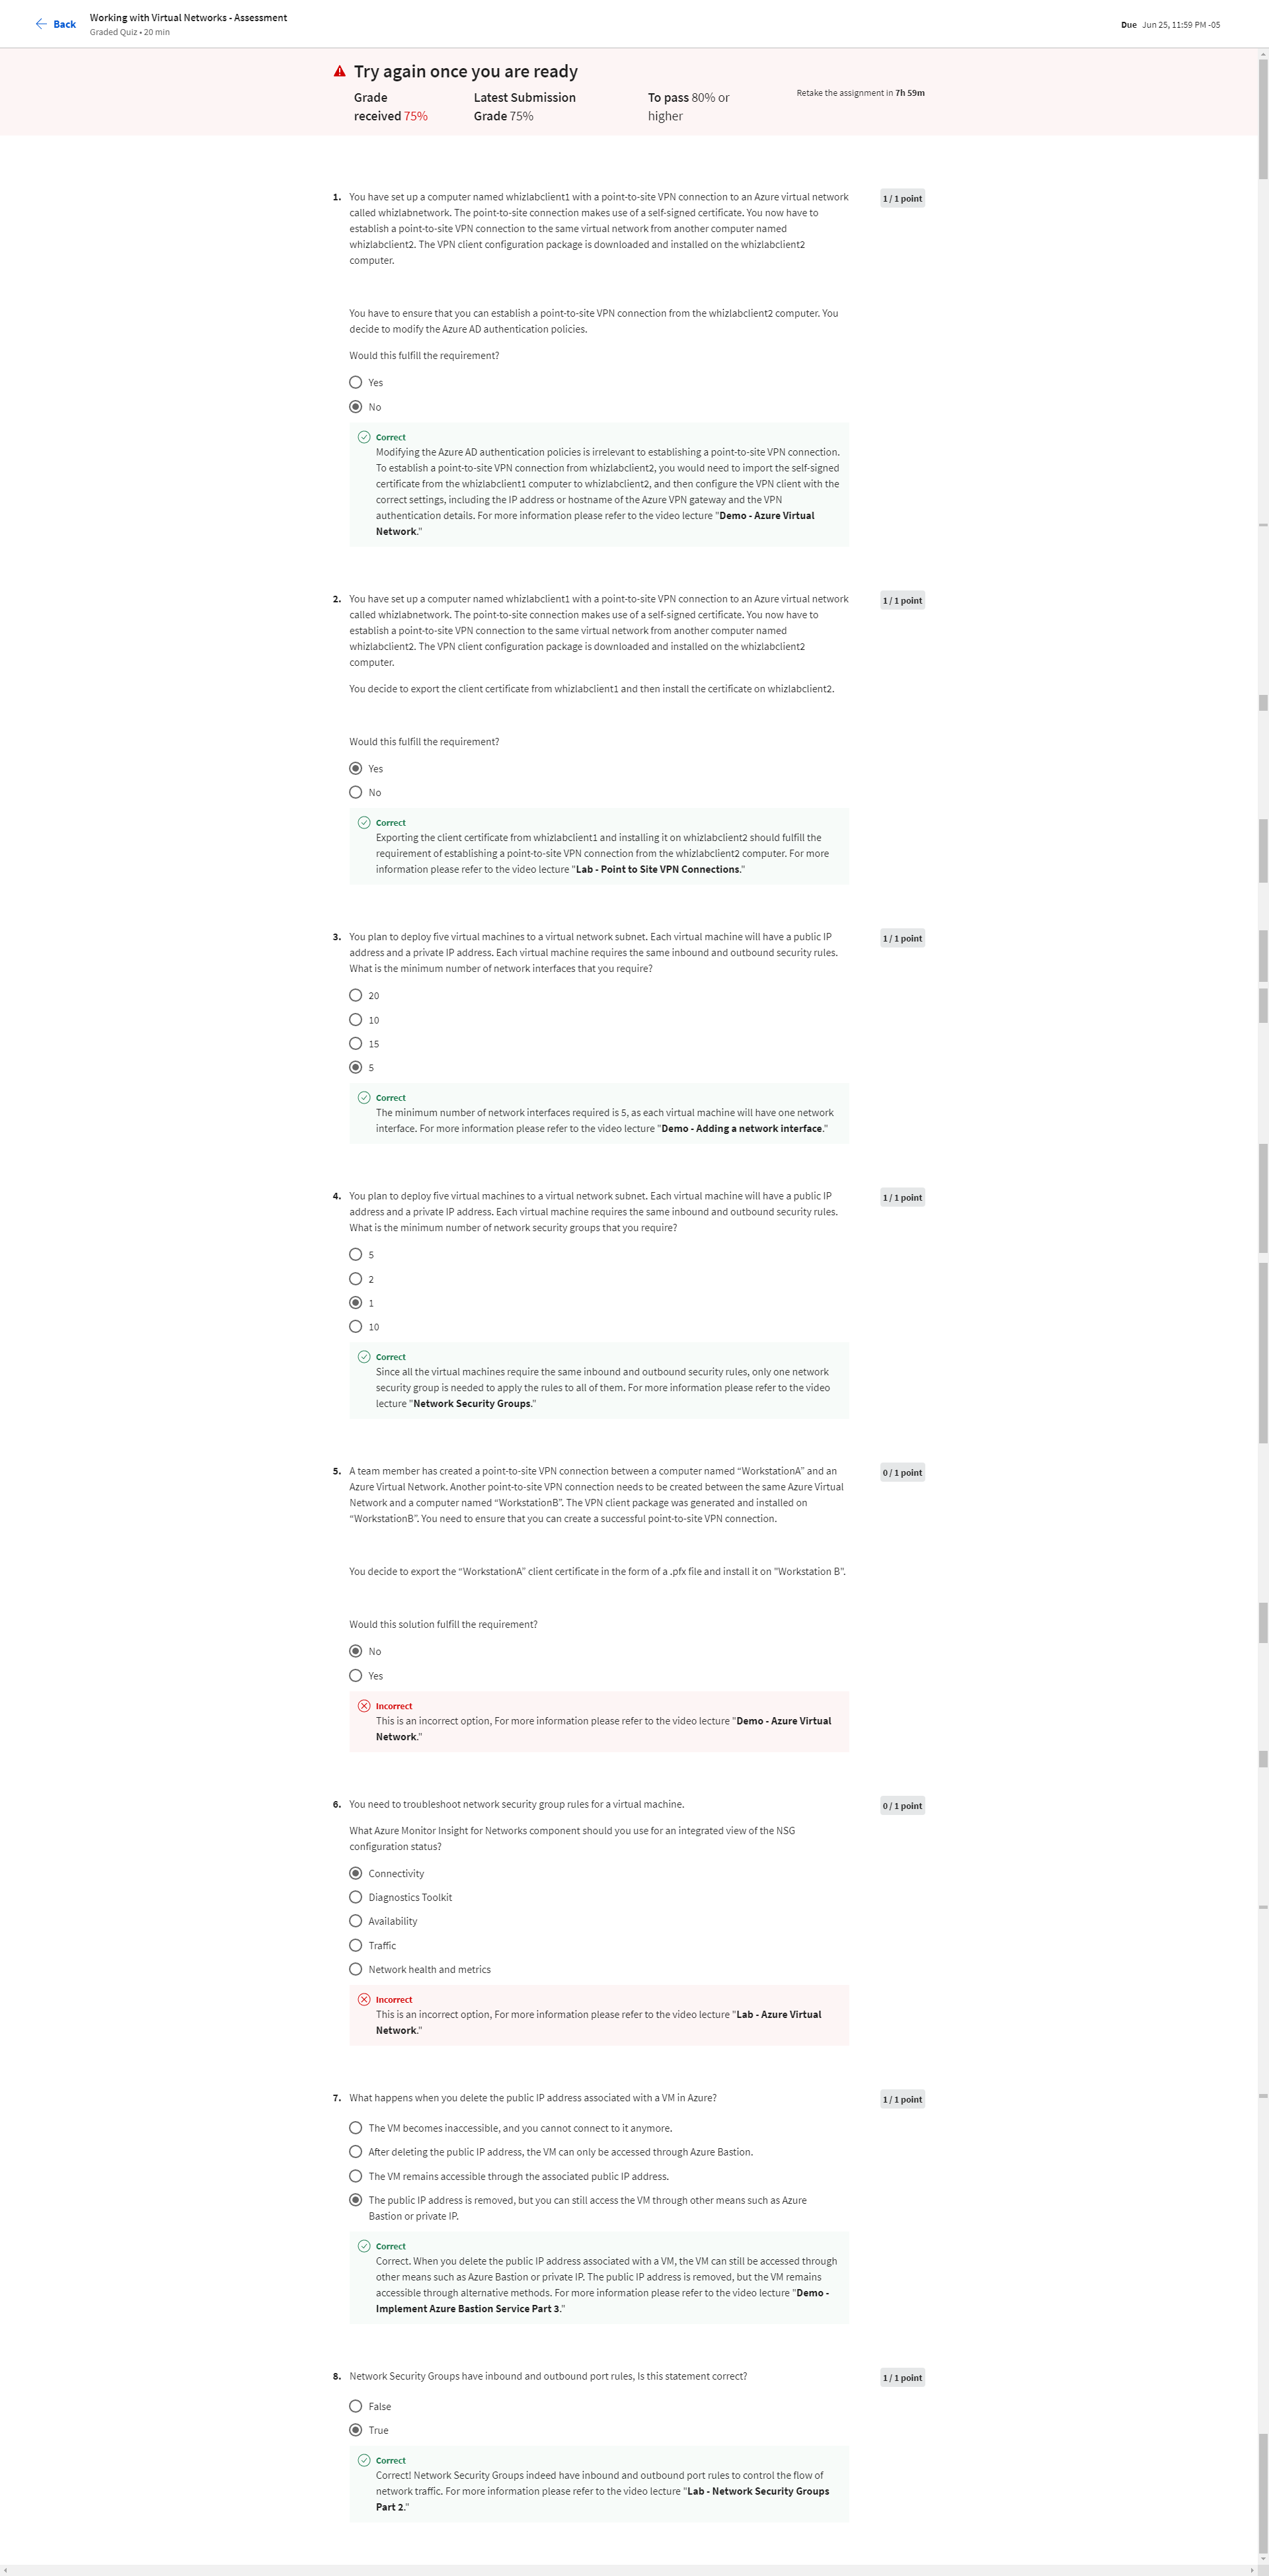 Back
Working with Virtual Networks - Assessment
Graded Quiz • 20 min
Due Jun 25, 11:59 PM -05
Try again once you are ready
Grade
received 75%
Latest Submission
Grade 75%
To pass 80% or
higher
Retake the assignment in 7h 59m
1. You have set up a computer named whizlabclient1 with a point-to-site VPN connection to an Azure virtual network
called whizlabnetwork. The point-to-site connection makes use of a self-signed certificate. You now have to
establish a point-to-site VPN connection to the same virtual network from another computer named
whizlabclient2. The VPN client configuration package is downloaded and installed on the whizlabclient2
computer.
1 / 1 point
You have to ensure that you can establish a point-to-site VPN connection from the whizlabclient2 computer. You
decide to modify the Azure AD authentication policies.
Would this fulfill the requirement?
Yes
No
Correct
Modifying the Azure AD authentication policies is irrelevant to establishing a point-to-site VPN connection.
To establish a point-to-site VPN connection from whizlabclient2, you would need to import the self-signed
certificate from the whizlabclient1 computer to whizlabclient2, and then configure the VPN client with the
correct settings, including the IP address or hostname of the Azure VPN gateway and the VPN
authentication details. For more information please refer to the video lecture "Demo - Azure Virtual
Network."
2. You have set up a computer named whizlabclient1 with a point-to-site VPN connection to an Azure virtual network
called whizlabnetwork. The point-to-site connection makes use of a self-signed certificate. You now have to
establish a point-to-site VPN connection to the same virtual network from another computer named
whizlabclient2. The VPN client configuration package is downloaded and installed on the whizlabclient2
computer.
1 / 1 point
You decide to export the client certificate from whizlabclient1 and then install the certificate on whizlabclient2.
Would this fulfill the requirement?
Yes
No
Correct
Exporting the client certificate from whizlabclient1 and installing it on whizlabclient2 should fulfill the
requirement of establishing a point-to-site VPN connection from the whizlabclient2 computer. For more
information please refer to the video lecture "Lab - Point to Site VPN Connections."
3. You plan to deploy five virtual machines to a virtual network subnet. Each virtual machine will have a public IP
address and a private IP address. Each virtual machine requires the same inbound and outbound security rules.
What is the minimum number of network interfaces that you require?
1 / 1 point
20
10
15
5
Correct
The minimum number of network interfaces required is 5, as each virtual machine will have one network
interface. For more information please refer to the video lecture "Demo - Adding a network interface."
4. You plan to deploy five virtual machines to a virtual network subnet. Each virtual machine will have a public IP
address and a private IP address. Each virtual machine requires the same inbound and outbound security rules.
What is the minimum number of network security groups that you require?
1 / 1 point
5
2
1
10
Correct
Since all the virtual machines require the same inbound and outbound security rules, only one network
security group is needed to apply the rules to all of them. For more information please refer to the video
lecture "Network Security Groups."
5. A team member has created a point-to-site VPN connection between a computer named “WorkstationA” and an
Azure Virtual Network. Another point-to-site VPN connection needs to be created between the same Azure Virtual
Network and a computer named “WorkstationB”. The VPN client package was generated and installed on
“WorkstationB”. You need to ensure that you can create a successful point-to-site VPN connection.
0 / 1 point
You decide to export the “WorkstationA” client certificate in the form of a .pfx file and install it on "Workstation B".
Would this solution fulfill the requirement?
No
Yes
Incorrect
This is an incorrect option, For more information please refer to the video lecture "Demo - Azure Virtual
Network."
6. You need to troubleshoot network security group rules for a virtual machine.
0 / 1 point
What Azure Monitor Insight for Networks component should you use for an integrated view of the NSG
configuration status?
Connectivity
Diagnostics Toolkit
Availability
Traffic
Network health and metrics
Incorrect
This is an incorrect option, For more information please refer to the video lecture "Lab - Azure Virtual
Network."
7. What happens when you delete the public IP address associated with a VM in Azure?
1 / 1 point
The VM becomes inaccessible, and you cannot connect to it anymore.
After deleting the public IP address, the VM can only be accessed through Azure Bastion.
The VM remains accessible through the associated public IP address.
The public IP address is removed, but you can still access the VM through other means such as Azure
Bastion or private IP.
Correct
Correct. When you delete the public IP address associated with a VM, the VM can still be accessed through
other means such as Azure Bastion or private IP. The public IP address is removed, but the VM remains
accessible through alternative methods. For more information please refer to the video lecture "Demo -
Implement Azure Bastion Service Part 3."
8. Network Security Groups have inbound and outbound port rules, Is this statement correct?
1 / 1 point
False
True
Correct
Correct! Network Security Groups indeed have inbound and outbound port rules to control the flow of
network traffic. For more information please refer to the video lecture "Lab - Network Security Groups
Part 2."